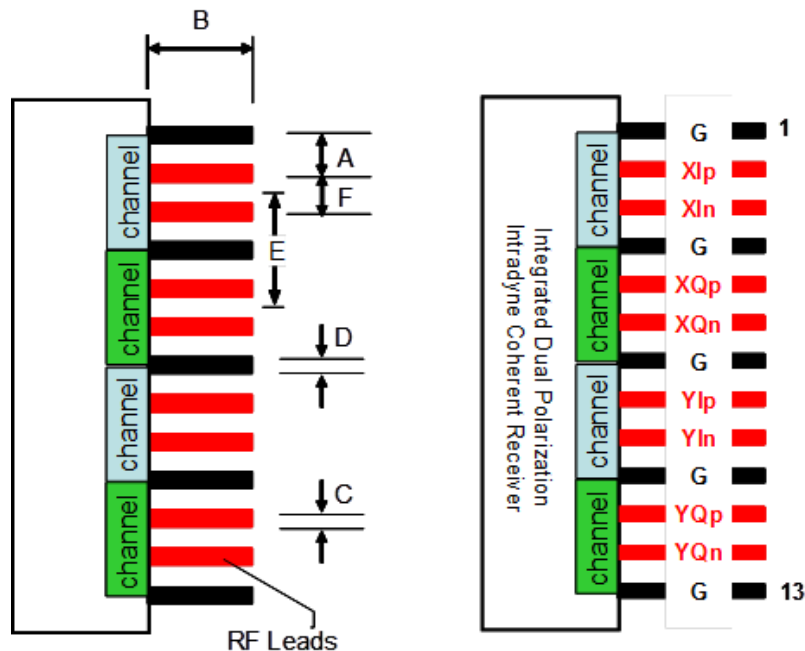 B
A
F
E
D
C
channel
channel
channel
channel
RF Leads
Integrated Dual Polarization
Intradyne Coherent Receiver
channel
channel
channel
channel
G 1
XIp
XIn
G
XQp
XQn
G
YIp
YIn
G
YQp
YQn
G 13